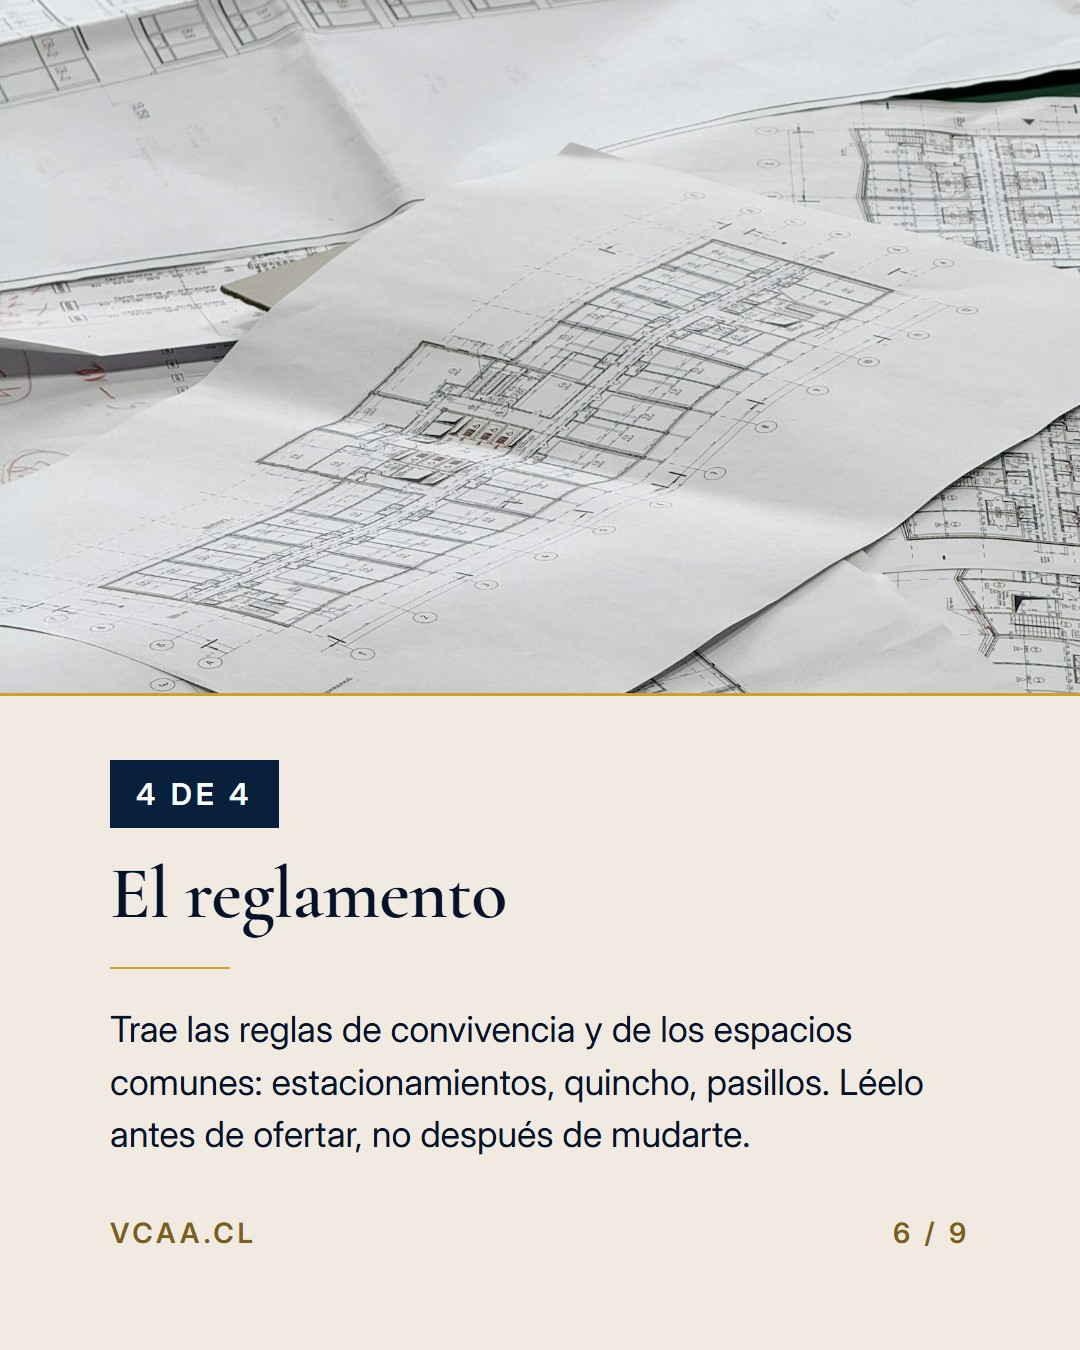 4 DE 4
El reglamento
Trae las reglas de convivencia y de los espacios
comunes: estacionamientos, quincho, pasillos. Léelo
antes de ofertar, no después de mudarte.
VCAA.CL
6 / 9